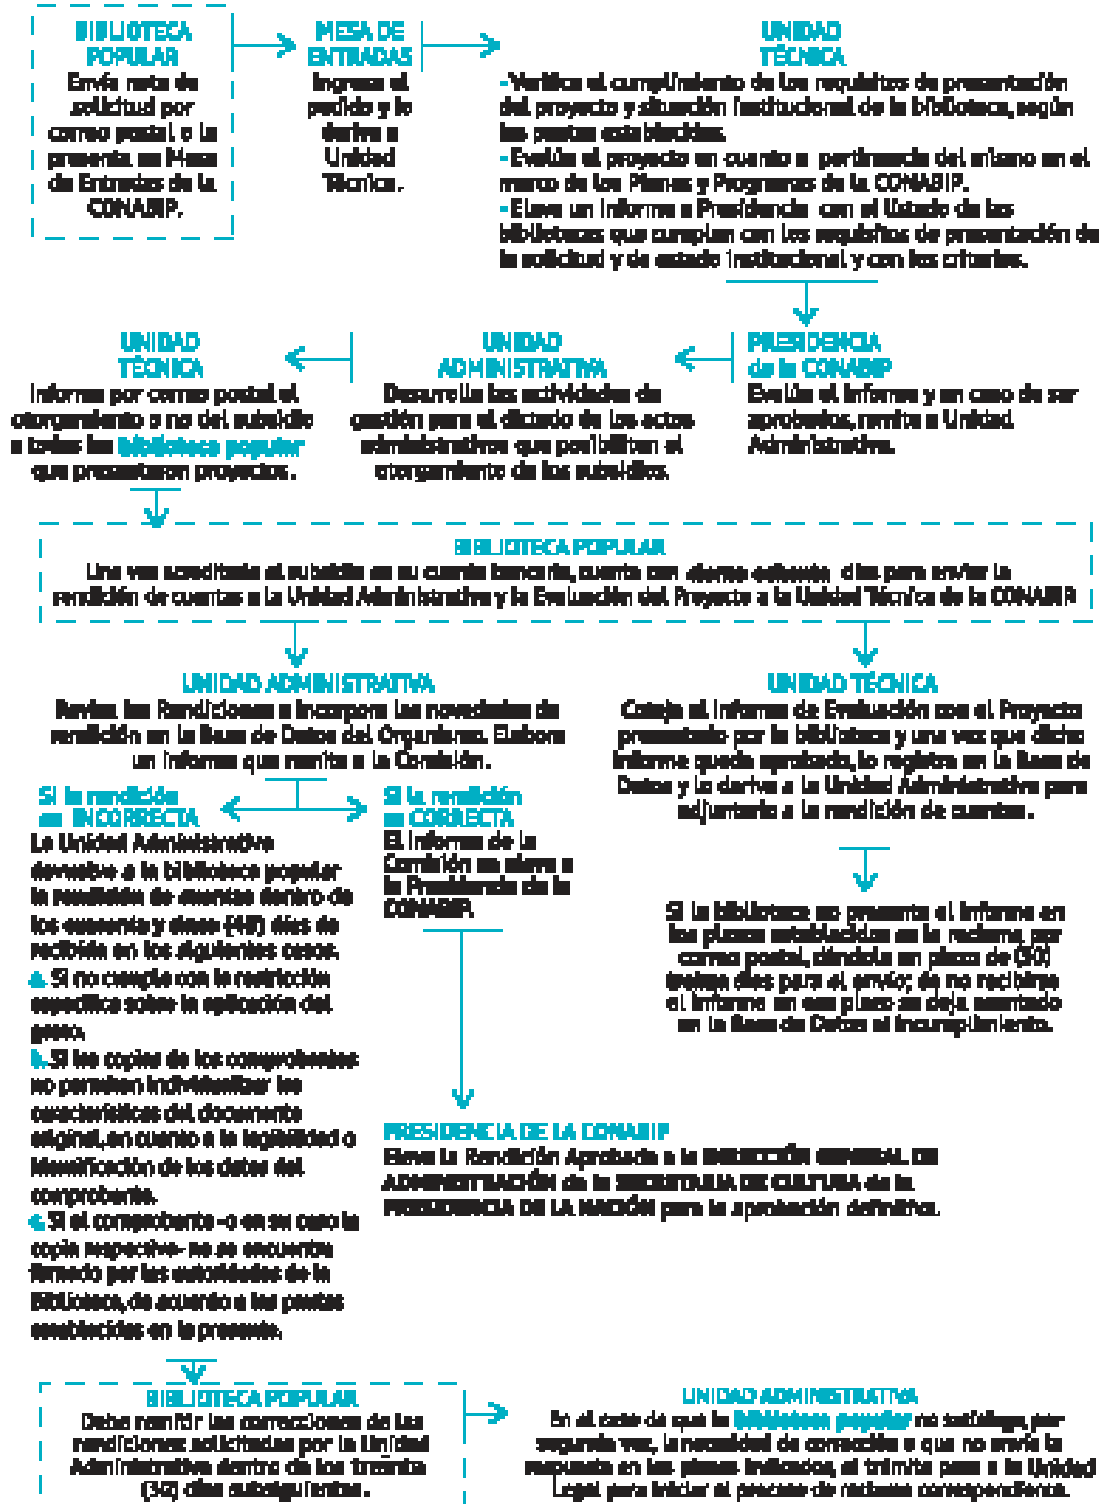 BIBLIOTECA
POPULAR
Envía nota de
solicitud por
correo postal o la
presenta en Mesa
de Entradas de la
CONABIP.
MESA DE
ENTRADAS
Ingresa el
pedido y lo
deriva a
Unidad
Técnica.
UNIDAD
TÉCNICA
- Verifica el cumplimiento de los requisitos de presentación
del proyecto y situación institucional de la biblioteca, según
las pautas establecidas.
- Evalúa el proyecto en cuanto a pertinencia del mismo en el
marco de los Planes y Programas de la CONABIP.
- Eleva un informe a Presidencia con el listado de las
bibliotecas que cumplen con los requisitos de presentación de
la solicitud y de estado institucional y con los criterios.
PRESIDENCIA
de la CONABIP
Evalúa el informe y en caso de ser
aprobados, remite a Unidad
Administrativa.
UNIDAD
ADMINISTRATIVA
Desarrolla las actividades de
gestión para el dictado de los actos
administrativos que posibiliten el
otorgamiento de los subsidios.
UNIDAD
TÉCNICA
Informa por correo postal el
otorgamiento o no del subsidio
a todas las biblioteca popular
que presentaron proyectos.
BIBLIOTECA POPULAR
Una vez acreditado el subsidio en su cuenta bancaria, cuenta con ciento ochenta días para enviar la
rendición de cuentas a la Unidad Administrativa y la Evaluación del Proyecto a la Unidad Técnica de la CONABIP
UNIDAD ADMINISTRATIVA
Revisa las Rendiciones e incorpora las novedades de
rendición en la Base de Datos del Organismo. Elabora
un informe que remite a la Comisión.
UNIDAD TÉCNICA
Coteja el Informe de Evaluación con el Proyecto
presentado por la biblioteca y una vez que dicho
informe queda aprobado, lo registra en la Base de
Datos y lo deriva a la Unidad Administrativa para
adjuntarlo a la rendición de cuentas.
Si la rendición
es INCORRECTA
La Unidad Administrativa
devuelve a la biblioteca popular
la rendición de cuentas dentro de
los cuarenta y cinco (45) días de
recibida en los siguientes casos.
a. Si no cumple con la restricción
específica sobre la aplicación del
gasto.
b. Si las copias de los comprobantes
no permiten individualizar las
características del documento
original, en cuanto a la legibilidad o
identificación de los datos del
comprobante.
c. Si el comprobante -o en su caso la
copia respectiva- no se encuentra
firmado por las autoridades de la
Biblioteca, de acuerdo a las pautas
establecidas en la presente.
Si la rendición
es CORRECTA
El informe de la
Comisión se eleva a
la Presidencia de la
CONABIP.
Si la biblioteca no presenta el informe en
los plazos establecidos se le reclama por
correo postal, dándole un plazo de (30)
treinta días para el envío; de no recibirse
el informe en ese plazo se deja asentado
en la Base de Datos el incumplimiento.
PRESIDENCIA DE LA CONABIP
Eleva la Rendición Aprobada a la DIRECCIÓN GENERAL DE
ADMINISTRACIÓN de la SECRETARIA DE CULTURA de la
PRESIDENCIA DE LA NACIÓN para la aprobación definitiva.
BIBLIOTECA POPULAR
Debe remitir las correcciones de las
rendiciones solicitadas por la Unidad
Administrativa dentro de los treinta
(30) días subsiguientes.
UNIDAD ADMINISTRATIVA
En el caso de que la biblioteca popular no satisfaga, por
segunda vez, la necesidad de corrección o que no envíe la
respuesta en los plazos indicados, el trámite pasa a la Unidad
Legal para iniciar el proceso de reclamo correspondiente.